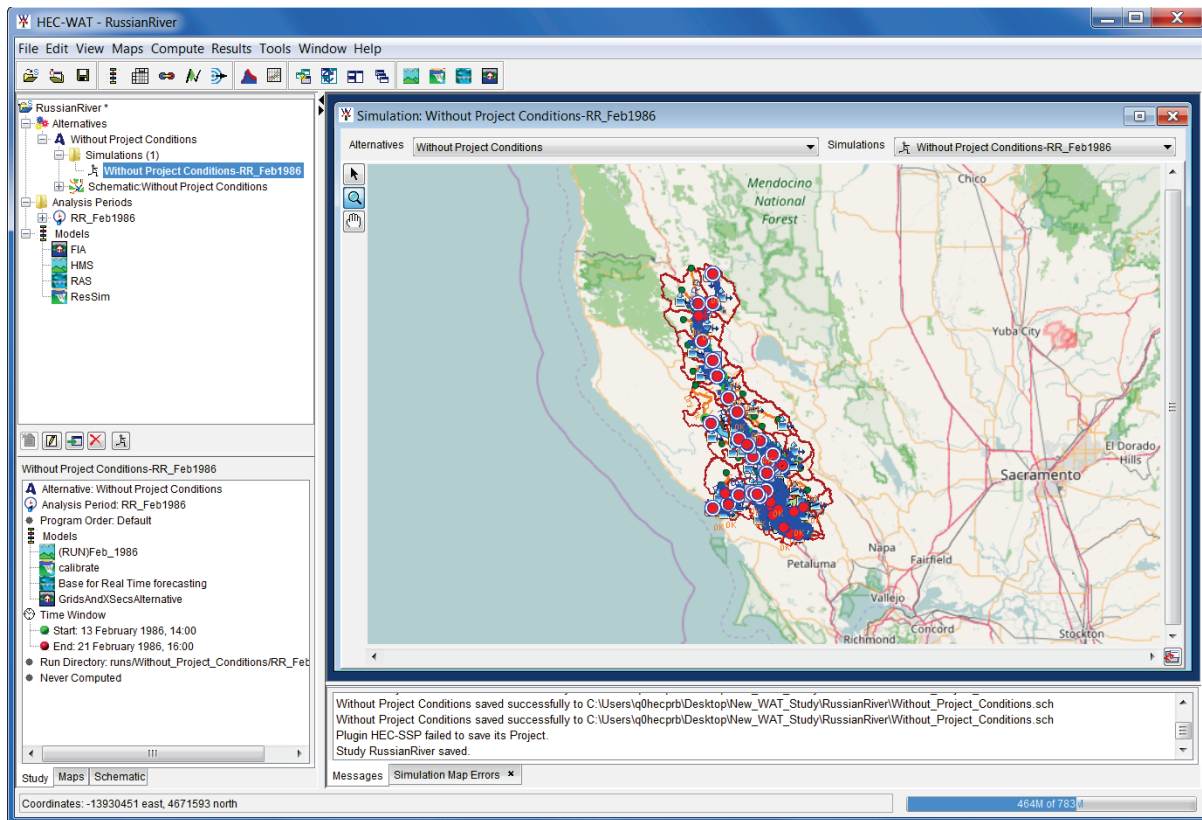 HEC-WAT - RussianRiver
File Edit View Maps Compute Results Tools Window Help
RussianRiver *
Alternatives
Without Project Conditions
Simulations (1)
Without Project Conditions-RR_Feb1986
Schematic:Without Project Conditions
Analysis Periods
RR_Feb1986
Models
FIA
HMS
RAS
ResSim
Without Project Conditions-RR_Feb1986
Alternative: Without Project Conditions
Analysis Period: RR_Feb1986
Program Order: Default
Models
(RUN)Feb_1986
calibrate
Base for Real Time forecasting
GridsAndXSecsAlternative
Time Window
Start: 13 February 1986, 14:00
End: 21 February 1986, 16:00
Run Directory: runs/Without_Project_Conditions/RR_Feb
Never Computed
Study Maps Schematic
Simulation: Without Project Conditions-RR_Feb1986
Alternatives Without Project Conditions Simulations Without Project Conditions-RR_Feb1986
Mendocino
National
Forest
Chico
Yuba City
El Dorado
Hills
Sacramento
Napa
Fairfield
Petaluma
Vallejo
Concord
Richmond
Stockton
Without Project Conditions saved successfully to C:\Users\q0hecprb\Desktop\New_WAT_Study\RussianRiver\Without_Project_Conditions.sch
Without Project Conditions saved successfully to C:\Users\q0hecprb\Desktop\New_WAT_Study\RussianRiver\Without_Project_Conditions.sch
Plugin HEC-SSP failed to save its Project.
Study RussianRiver saved.
Messages Simulation Map Errors
Coordinates: -13930451 east, 4671593 north
464M of 783M